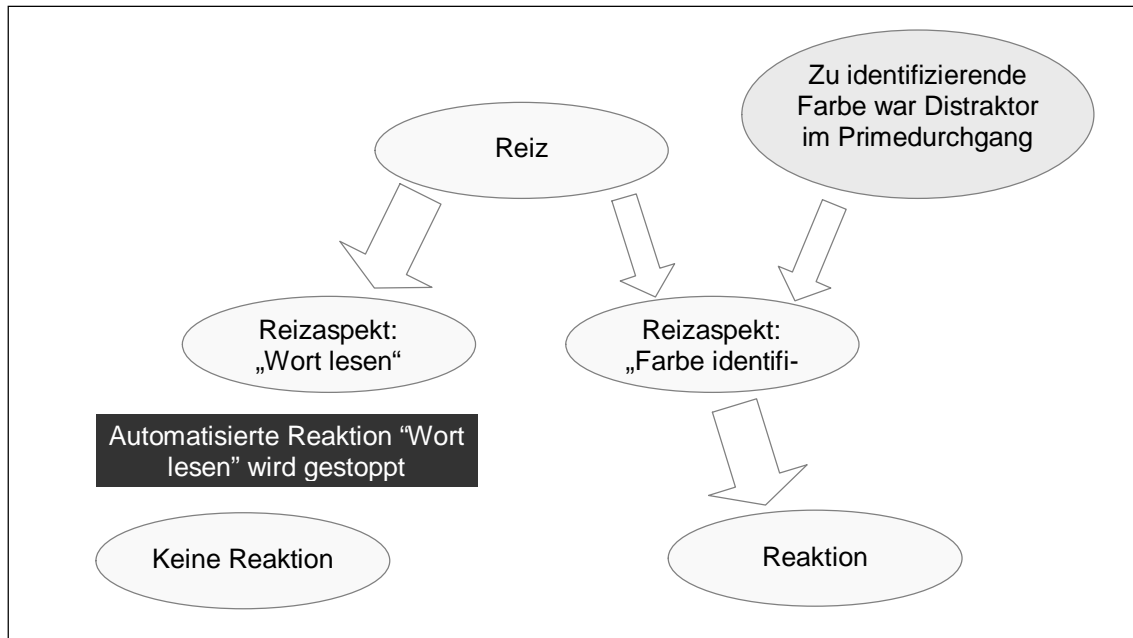 Zu identifizierende
Farbe war Distraktor
im Primedurchgang
Reiz
Reizaspekt:
„Wort lesen“
Reizaspekt:
„Farbe identifi-
Automatisierte Reaktion “Wort
lesen” wird gestoppt
Keine Reaktion
Reaktion